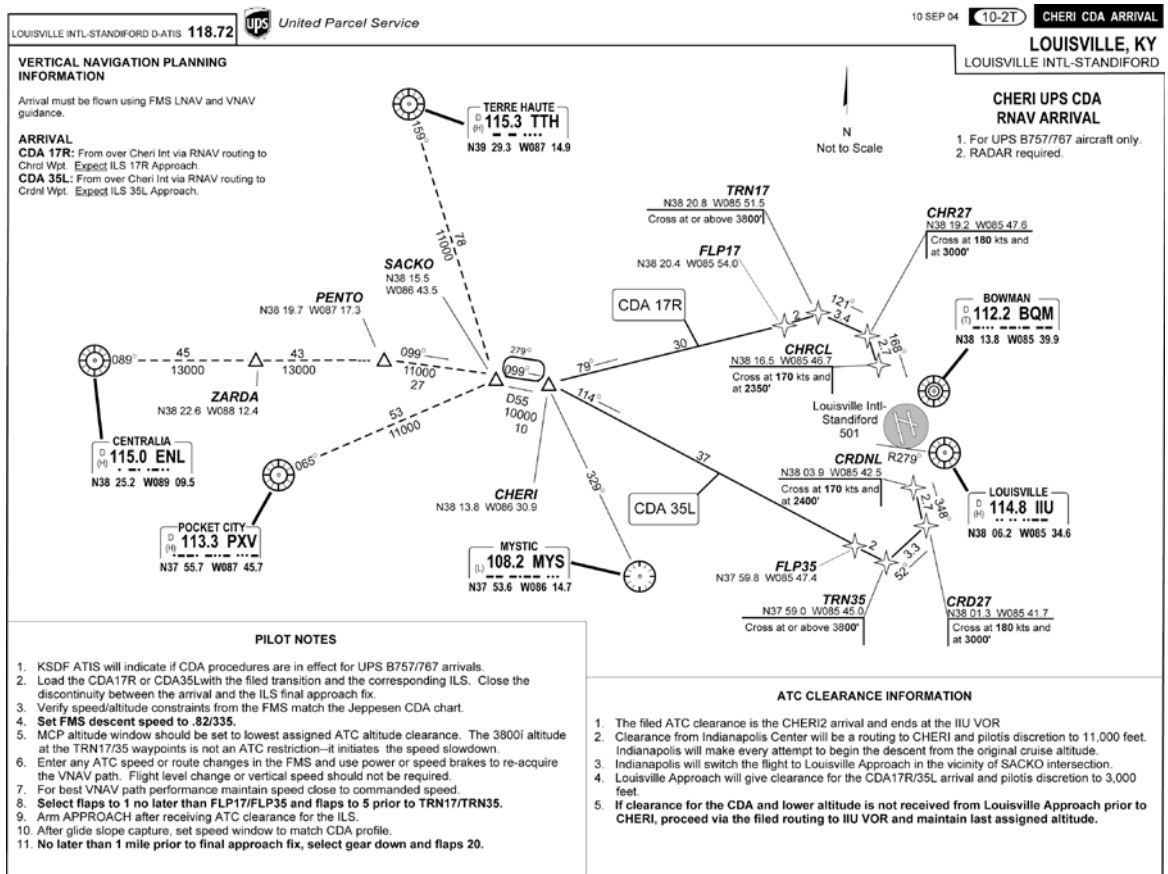 LOUISVILLE INTL-STANDIFORD D-ATIS 118.72
ups
United Parcel Service
10 SEP 04
10-2T
CHERI CDA ARRIVAL
LOUISVILLE, KY
LOUISVILLE INTL-STANDIFORD
VERTICAL NAVIGATION PLANNING
INFORMATION
Arrival must be flown using FMS LNAV and VNAV
guidance.
ARRIVAL
CDA 17R: From over Cheri Int via RNAV routing to
Chrcl Wpt. Expect ILS 17R Approach.
CDA 35L: From over Cheri Int via RNAV routing to
Crdnl Wpt. Expect ILS 35L Approach.
CHERI UPS CDA
RNAV ARRIVAL
1. For UPS B757/767 aircraft only.
2. RADAR required.
N
Not to Scale
TERRE HAUTE
D
(H) 115.3 TTH
N39 29.3 W087 14.9
159°
78
11000
SACKO
N38 15.5
W086 43.5
PENTO
N38 19.7 W087 17.3
089°
45
13000
43
13000
099°
11000
27
ZARDA
N38 22.6 W088 12.4
CENTRALIA
D
(H) 115.0 ENL
N38 25.2 W089 09.5
53
11000
065°
POCKET CITY
D
(H) 113.3 PXV
N37 55.7 W087 45.7
279°
099°
D55
10000
10
CHERI
N38 13.8 W086 30.9
329°
MYSTIC
(L) 108.2 MYS
N37 53.6 W086 14.7
79°
30
CDA 17R
114°
37
CDA 35L
TRN17
N38 20.8 W085 51.5
Cross at or above 3800'
FLP17
N38 20.4 W085 54.0
2
121°
3.4
CHR27
N38 19.2 W085 47.6
Cross at 180 kts and
at 3000'
168°
2.7
CHRCL
N38 16.5 W085 46.7
Cross at 170 kts and
at 2350'
BOWMAN
D
(T) 112.2 BQM
N38 13.8 W085 39.9
Louisville Intl-
Standiford
501
R279°
LOUISVILLE
D
(H) 114.8 IIU
N38 06.2 W085 34.6
CRDNL
N38 03.9 W085 42.5
Cross at 170 kts and
at 2400'
348°
2.7
FLP35
N37 59.8 W085 47.4
2
3.3
52°
TRN35
N37 59.0 W085 45.0
Cross at or above 3800'
CRD27
N38 01.3 W085 41.7
Cross at 180 kts and
at 3000'
PILOT NOTES
1. KSDF ATIS will indicate if CDA procedures are in effect for UPS B757/767 arrivals.
2. Load the CDA17R or CDA35Lwith the filed transition and the corresponding ILS. Close the
discontinuity between the arrival and the ILS final approach fix.
3. Verify speed/altitude constraints from the FMS match the Jeppesen CDA chart.
4. Set FMS descent speed to .82/335.
5. MCP altitude window should be set to lowest assigned ATC altitude clearance. The 3800í altitude
at the TRN17/35 waypoints is not an ATC restriction--it initiates the speed slowdown.
6. Enter any ATC speed or route changes in the FMS and use power or speed brakes to re-acquire
the VNAV path. Flight level change or vertical speed should not be required.
7. For best VNAV path performance maintain speed close to commanded speed.
8. Select flaps to 1 no later than FLP17/FLP35 and flaps to 5 prior to TRN17/TRN35.
9. Arm APPROACH after receiving ATC clearance for the ILS.
10. After glide slope capture, set speed window to match CDA profile.
11. No later than 1 mile prior to final approach fix, select gear down and flaps 20.
ATC CLEARANCE INFORMATION
1. The filed ATC clearance is the CHERI2 arrival and ends at the IIU VOR
2. Clearance from Indianapolis Center will be a routing to CHERI and pilotís discretion to 11,000 feet.
Indianapolis will make every attempt to begin the descent from the original cruise altitude.
3. Indianapolis will switch the flight to Louisville Approach in the vicinity of SACKO intersection.
4. Louisville Approach will give clearance for the CDA17R/35L arrival and pilotís discretion to 3,000
feet.
5. If clearance for the CDA and lower altitude is not received from Louisville Approach prior to
CHERI, proceed via the filed routing to IIU VOR and maintain last assigned altitude.